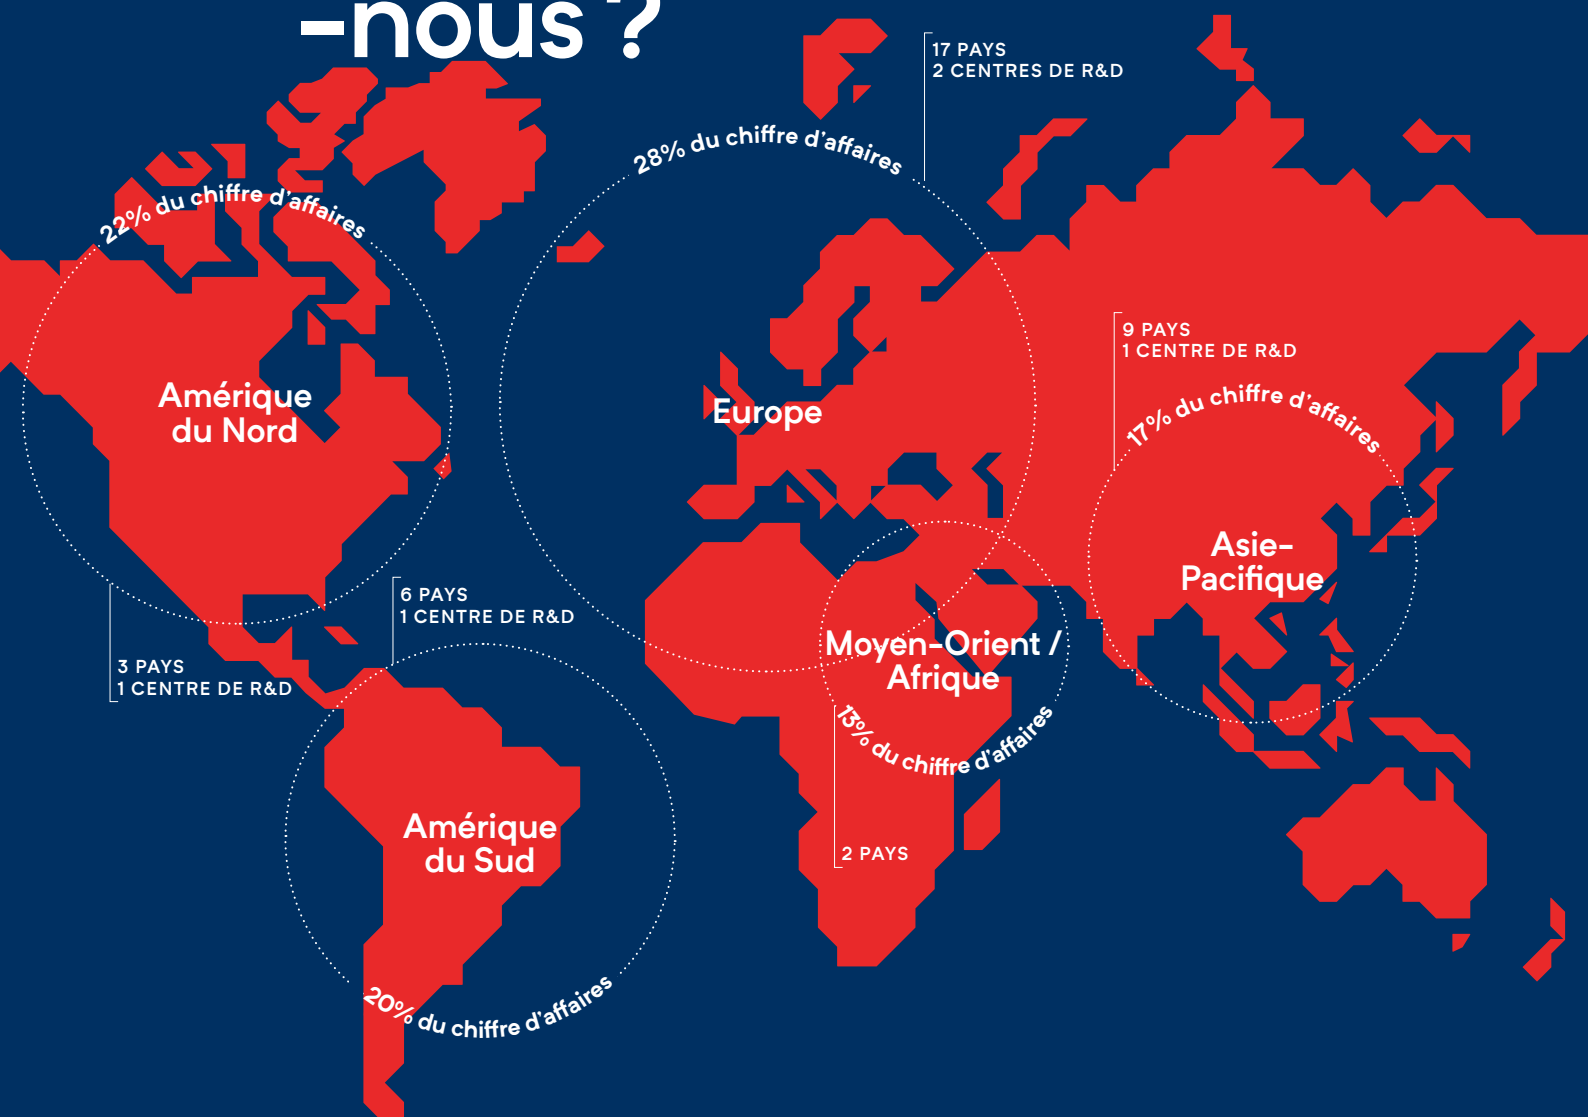 -nous ?
17 PAYS
2 CENTRES DE R&D
28% du chiffre d'affaires
22% du chiffre d'affaires
9 PAYS
1 CENTRE DE R&D
17% du chiffre d'affaires
Amérique
du Nord
Europe
Asie-
Pacifique
6 PAYS
1 CENTRE DE R&D
3 PAYS
1 CENTRE DE R&D
Moyen-Orient /
Afrique
13% du chiffre d'affaires
2 PAYS
Amérique
du Sud
20% du chiffre d'affaires